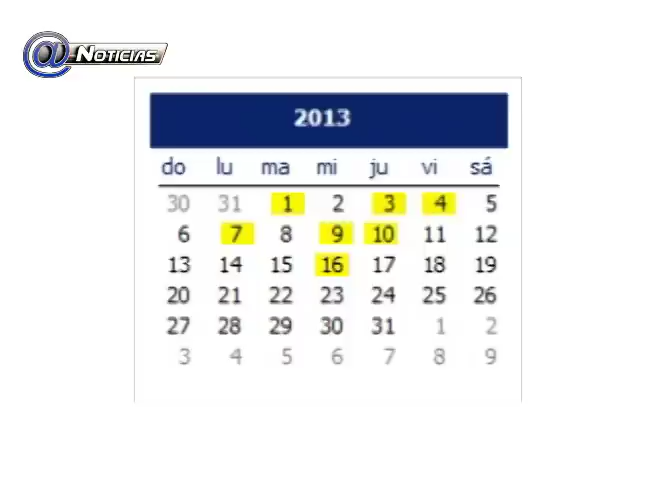 @NOTICIAS
2013
do lu ma mi ju vi sá
30 31 1 2 3 4 5
6 7 8 9 10 11 12
13 14 15 16 17 18 19
20 21 22 23 24 25 26
27 28 29 30 31 1 2
3 4 5 6 7 8 9